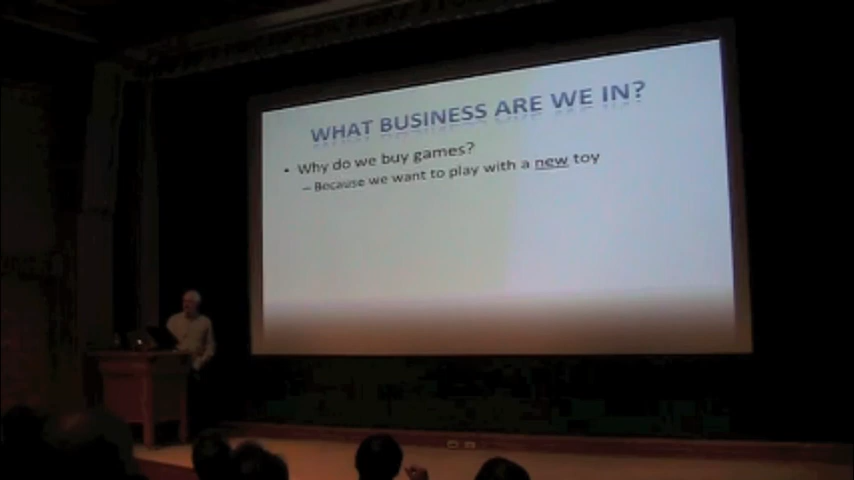 WHAT BUSINESS ARE WE IN?
• Why do we buy games?
– Because we want to play with a new toy